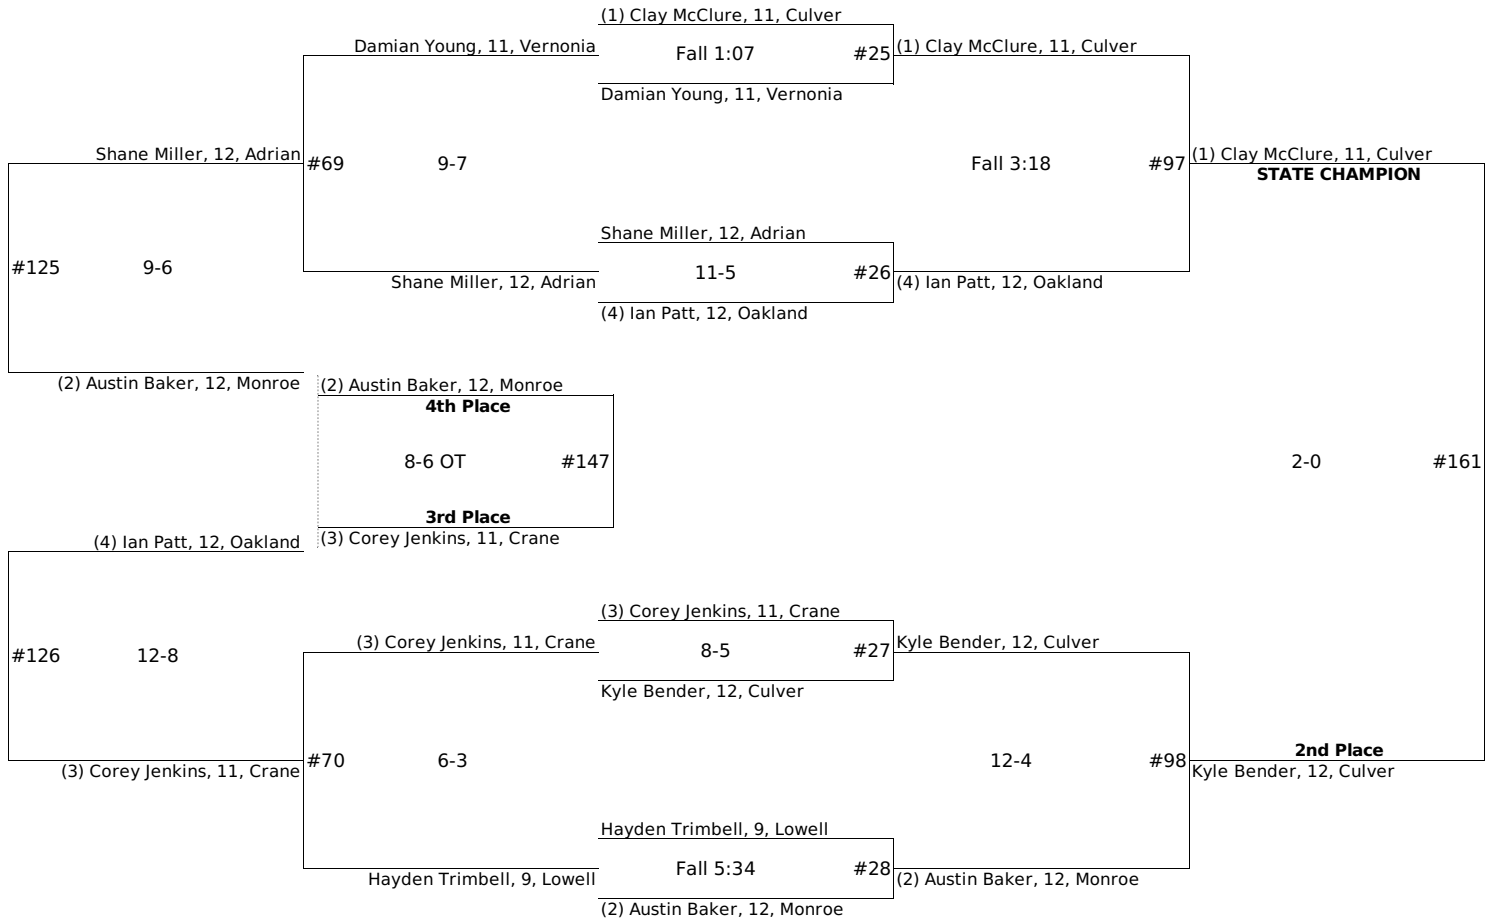 (1) Clay McClure, 11, Culver
Damian Young, 11, Vernonia
Fall 1:07
#25
(1) Clay McClure, 11, Culver
Damian Young, 11, Vernonia
Shane Miller, 12, Adrian
#69
9-7
Fall 3:18
#97
(1) Clay McClure, 11, Culver
STATE CHAMPION
Shane Miller, 12, Adrian
#125
9-6
Shane Miller, 12, Adrian
11-5
#26
(4) Ian Patt, 12, Oakland
(4) Ian Patt, 12, Oakland
(2) Austin Baker, 12, Monroe
(2) Austin Baker, 12, Monroe
4th Place
8-6 OT
#147
2-0
#161
3rd Place
(3) Corey Jenkins, 11, Crane
(4) Ian Patt, 12, Oakland
(3) Corey Jenkins, 11, Crane
#126
12-8
(3) Corey Jenkins, 11, Crane
8-5
#27
Kyle Bender, 12, Culver
Kyle Bender, 12, Culver
(3) Corey Jenkins, 11, Crane
#70
6-3
12-4
#98
2nd Place
Kyle Bender, 12, Culver
Hayden Trimbell, 9, Lowell
Hayden Trimbell, 9, Lowell
Fall 5:34
#28
(2) Austin Baker, 12, Monroe
(2) Austin Baker, 12, Monroe